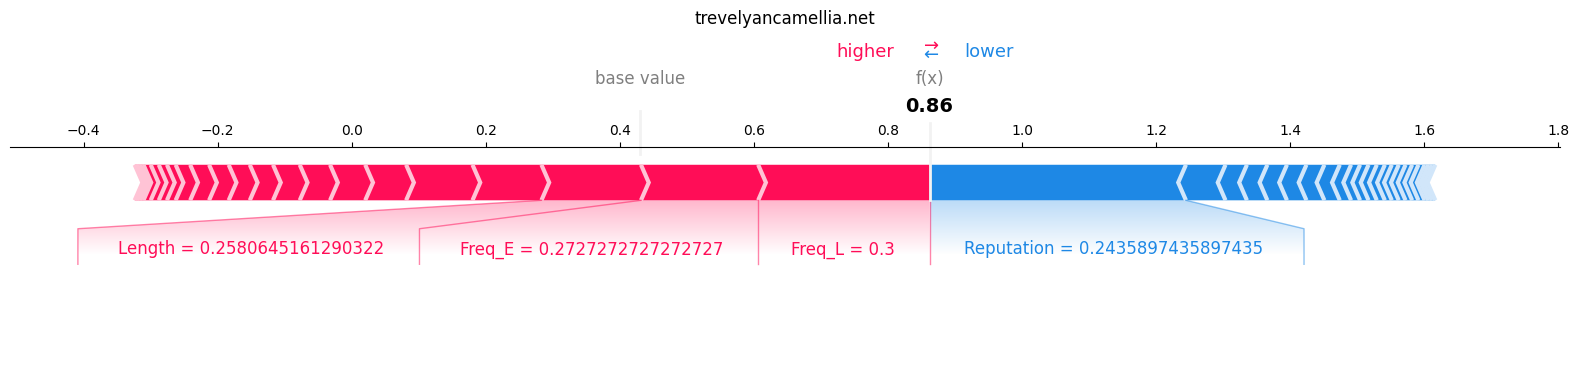 trevelyancamellia.net
higher → ← lower
base value f(x)
0.86
−0.4 −0.2 0.0 0.2 0.4 0.6 0.8 1.0 1.2 1.4 1.6 1.8
Length = 0.2580645161290322 Freq_E = 0.2727272727272727 Freq_L = 0.3 Reputation = 0.2435897435897435